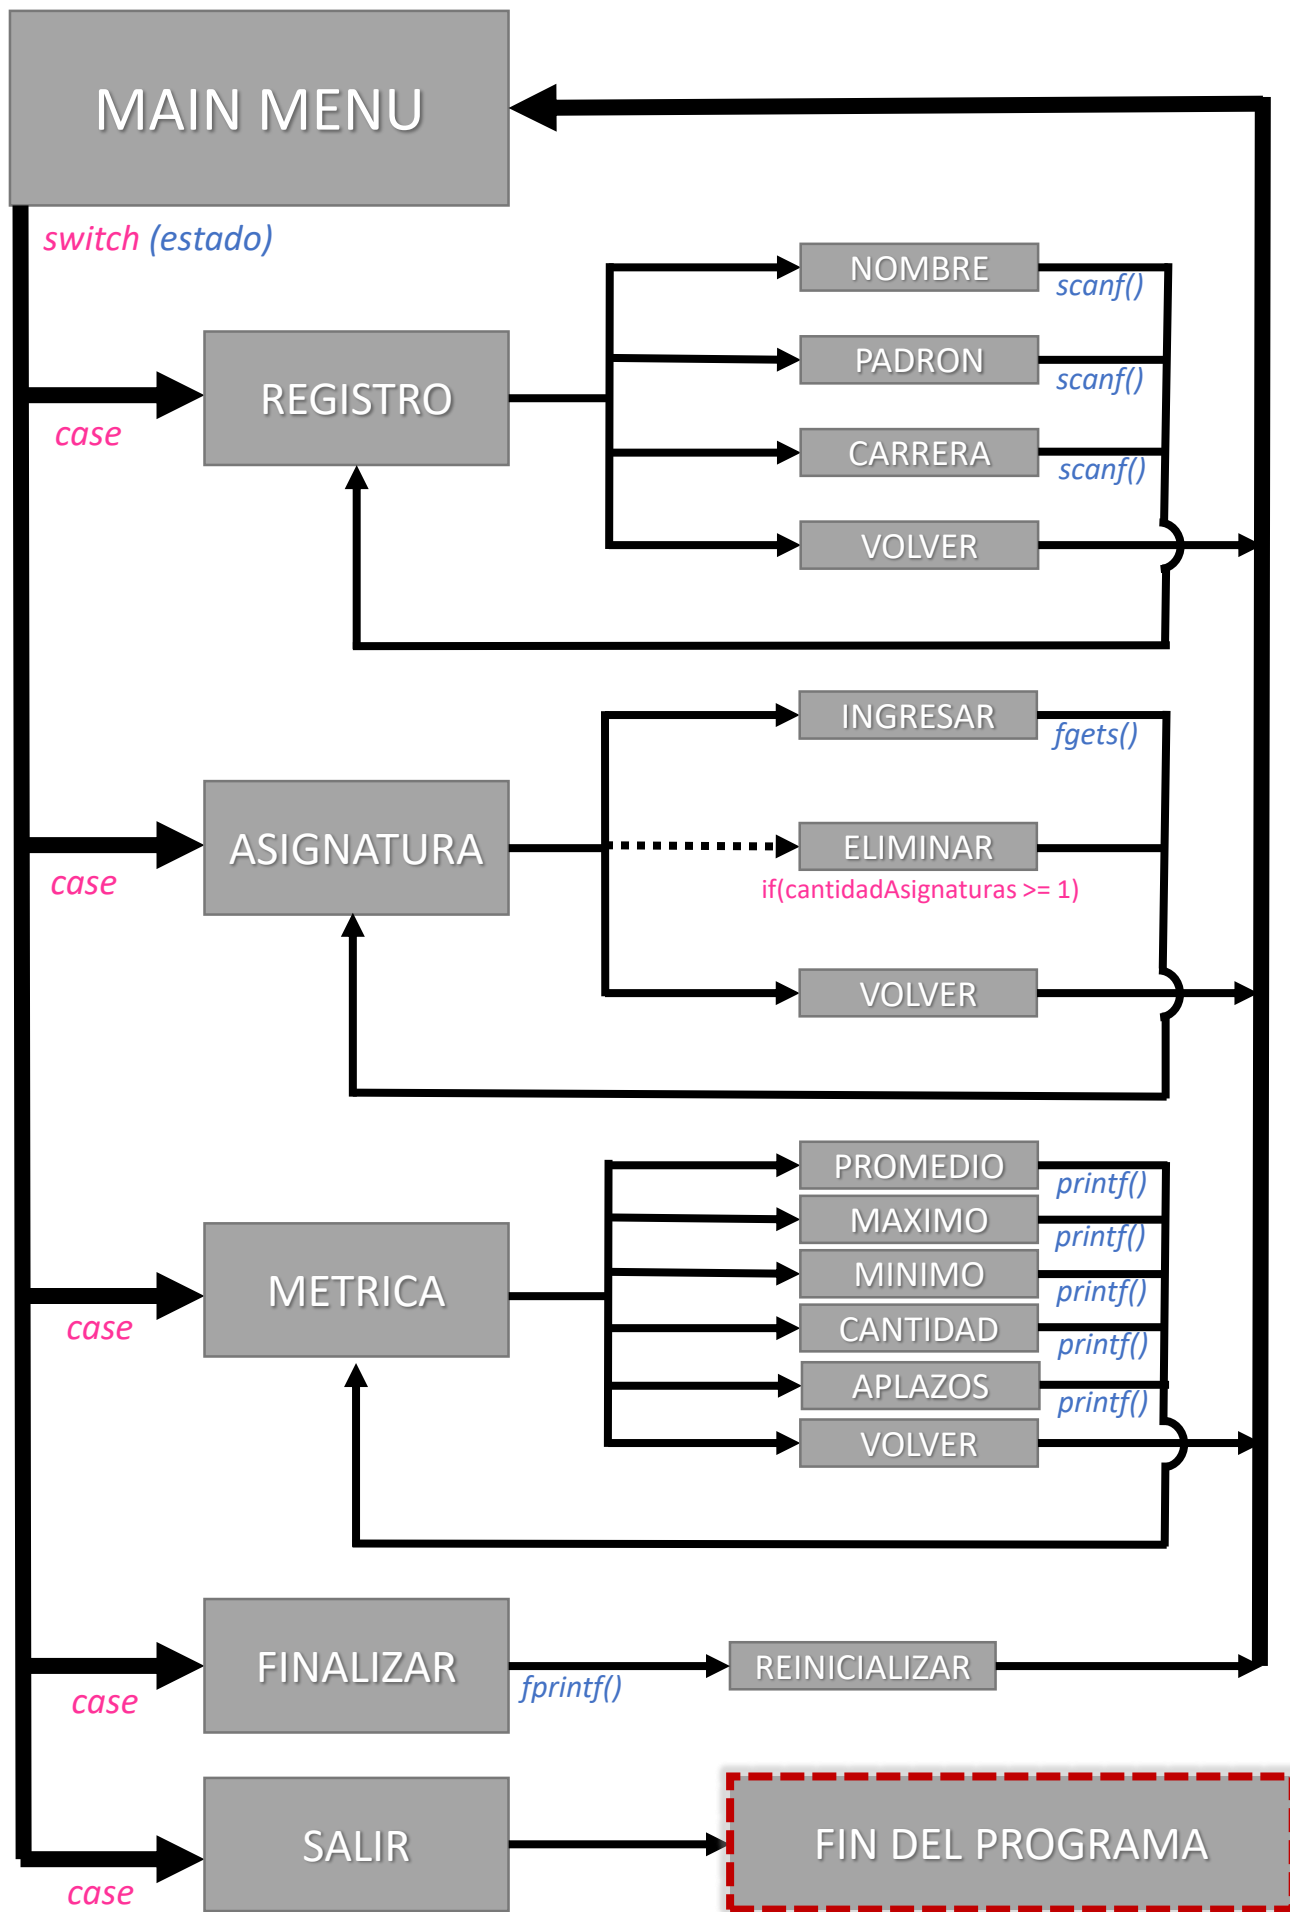 MAIN MENU
switch (estado)
case
REGISTRO
NOMBRE
scanf()
PADRON
scanf()
CARRERA
scanf()
VOLVER
case
ASIGNATURA
INGRESAR
fgets()
ELIMINAR
if(cantidadAsignaturas >= 1)
VOLVER
case
METRICA
PROMEDIO
printf()
MAXIMO
printf()
MINIMO
printf()
CANTIDAD
printf()
APLAZOS
printf()
VOLVER
case
FINALIZAR
fprintf()
REINICIALIZAR
case
SALIR
FIN DEL PROGRAMA